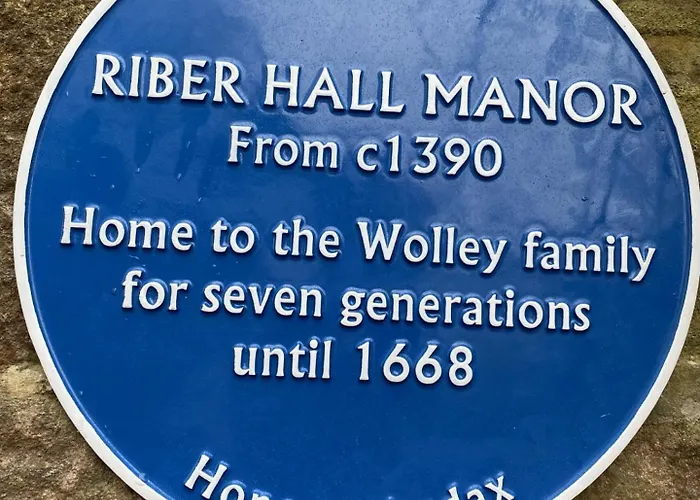 RIBER HALL MANOR
From c1390
Home to the Wolley family
for seven generations
until 1668